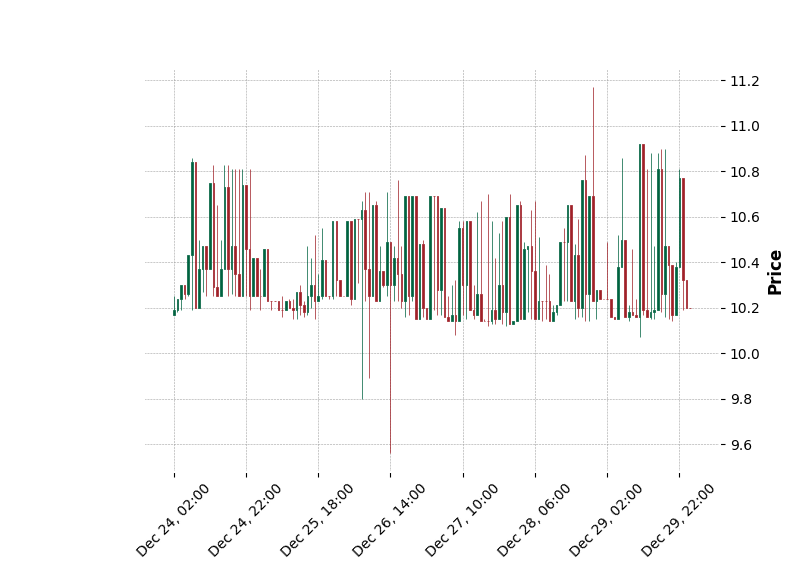 11.2
11.0
10.8
10.6
10.4
10.2
10.0
9.8
9.6
Price
Dec 24, 02:00
Dec 24, 22:00
Dec 25, 18:00
Dec 26, 14:00
Dec 27, 10:00
Dec 28, 06:00
Dec 29, 02:00
Dec 29, 22:00